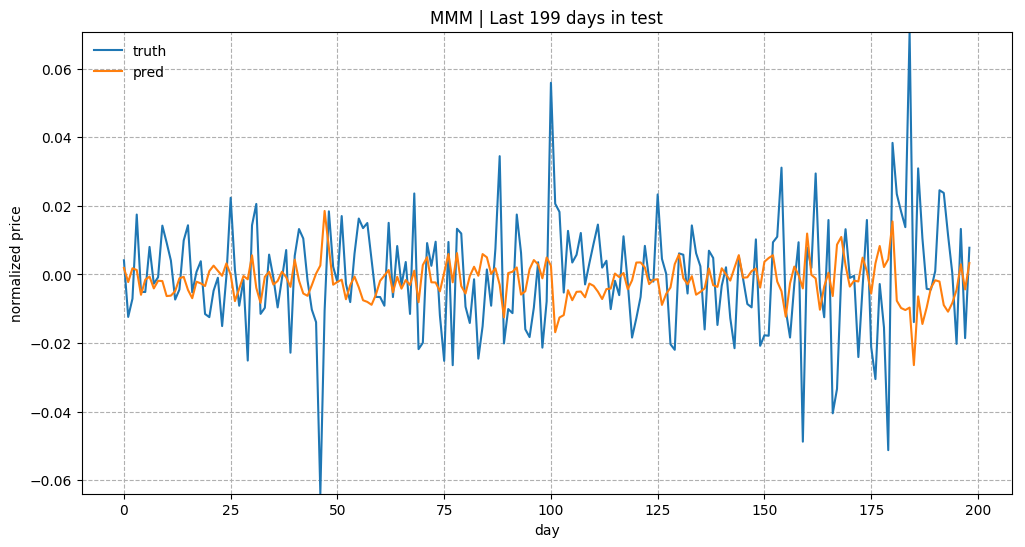 MMM | Last 199 days in test
truth
pred
normalized price
0.06
0.04
0.02
0.00
−0.02
−0.04
−0.06
0 25 50 75 100 125 150 175 200
day